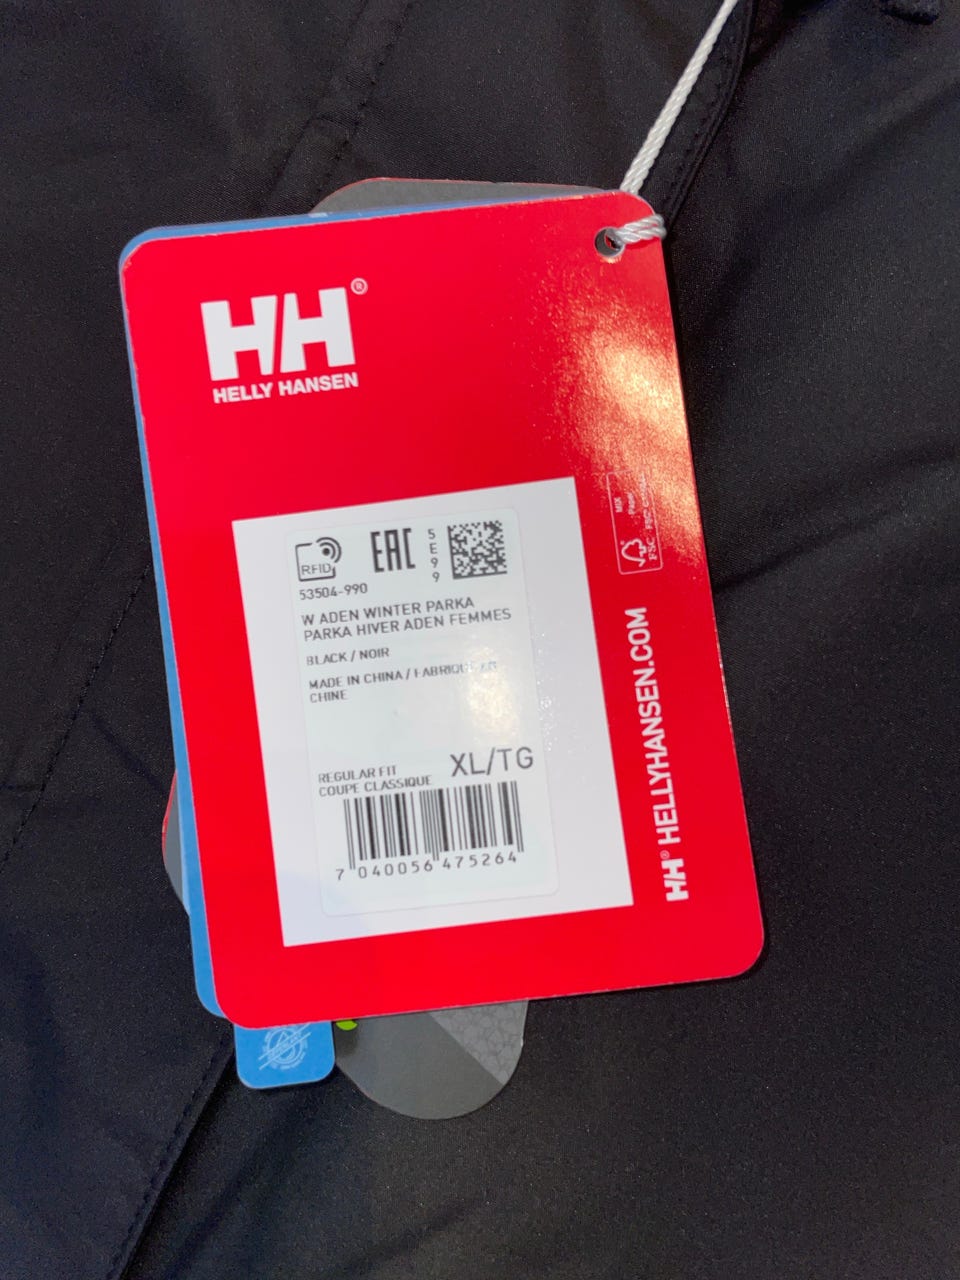 HH®
HELLY HANSEN
RFID
EAC
5E99
53504-990
W ADEN WINTER PARKA
PARKA HIVER ADEN FEMMES
BLACK / NOIR
MADE IN CHINA / FABRIQUÉ EN
CHINE
REGULAR FIT
COUPE CLASSIQUE
XL/TG
7 040056 475264
MIX
FSC
HH® HELLYHANSEN.COM